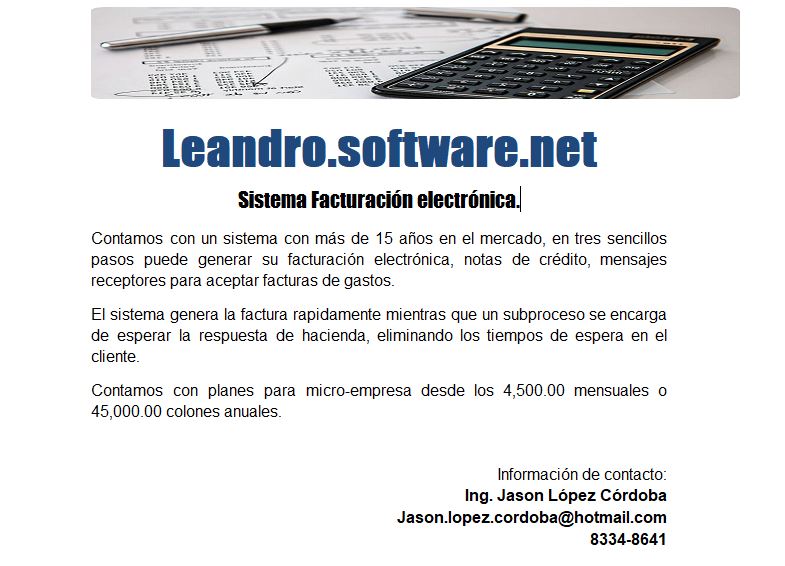 Leandro.software.net
Sistema Facturación electrónica.
Contamos con un sistema con más de 15 años en el mercado, en tres sencillos
pasos puede generar su facturación electrónica, notas de crédito, mensajes
receptores para aceptar facturas de gastos.
El sistema genera la factura rapidamente mientras que un subproceso se encarga
de esperar la respuesta de hacienda, eliminando los tiempos de espera en el
cliente.
Contamos con planes para micro-empresa desde los 4,500.00 mensuales o
45,000.00 colones anuales.
Información de contacto:
Ing. Jason López Córdoba
Jason.lopez.cordoba@hotmail.com
8334-8641